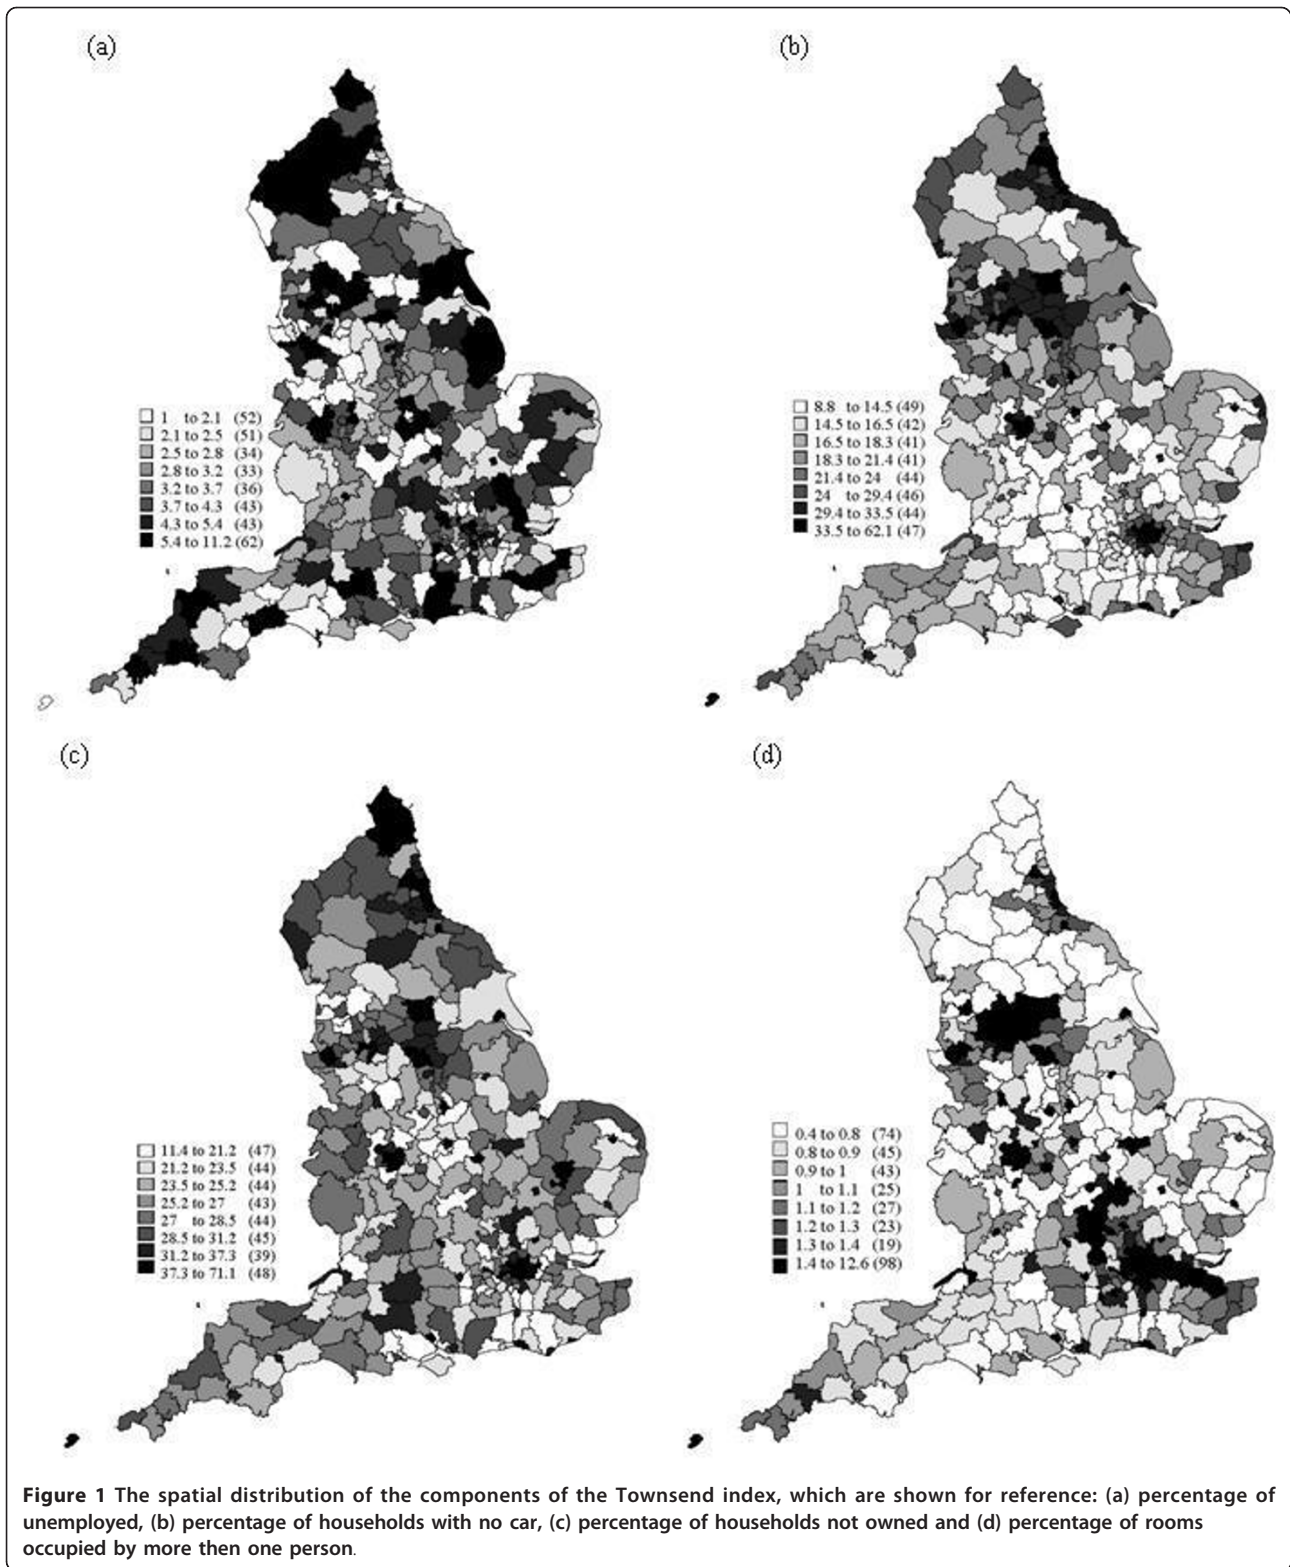 (a)
(b)
1 to 2.1 (52)
2.1 to 2.5 (51)
2.5 to 2.8 (34)
2.8 to 3.2 (33)
3.2 to 3.7 (36)
3.7 to 4.3 (43)
4.3 to 5.4 (43)
5.4 to 11.2 (62)
8.8 to 14.5 (49)
14.5 to 16.5 (42)
16.5 to 18.3 (41)
18.3 to 21.4 (41)
21.4 to 24 (44)
24 to 29.4 (46)
29.4 to 33.5 (44)
33.5 to 62.1 (47)
(c)
(d)
11.4 to 21.2 (47)
21.2 to 23.5 (44)
23.5 to 25.2 (44)
25.2 to 27 (43)
27 to 28.5 (44)
28.5 to 31.2 (45)
31.2 to 37.3 (39)
37.3 to 71.1 (48)
0.4 to 0.8 (74)
0.8 to 0.9 (45)
0.9 to 1 (43)
1 to 1.1 (25)
1.1 to 1.2 (27)
1.2 to 1.3 (23)
1.3 to 1.4 (19)
1.4 to 12.6 (98)
Figure 1 The spatial distribution of the components of the Townsend index, which are shown for reference: (a) percentage of
unemployed, (b) percentage of households with no car, (c) percentage of households not owned and (d) percentage of rooms
occupied by more then one person.